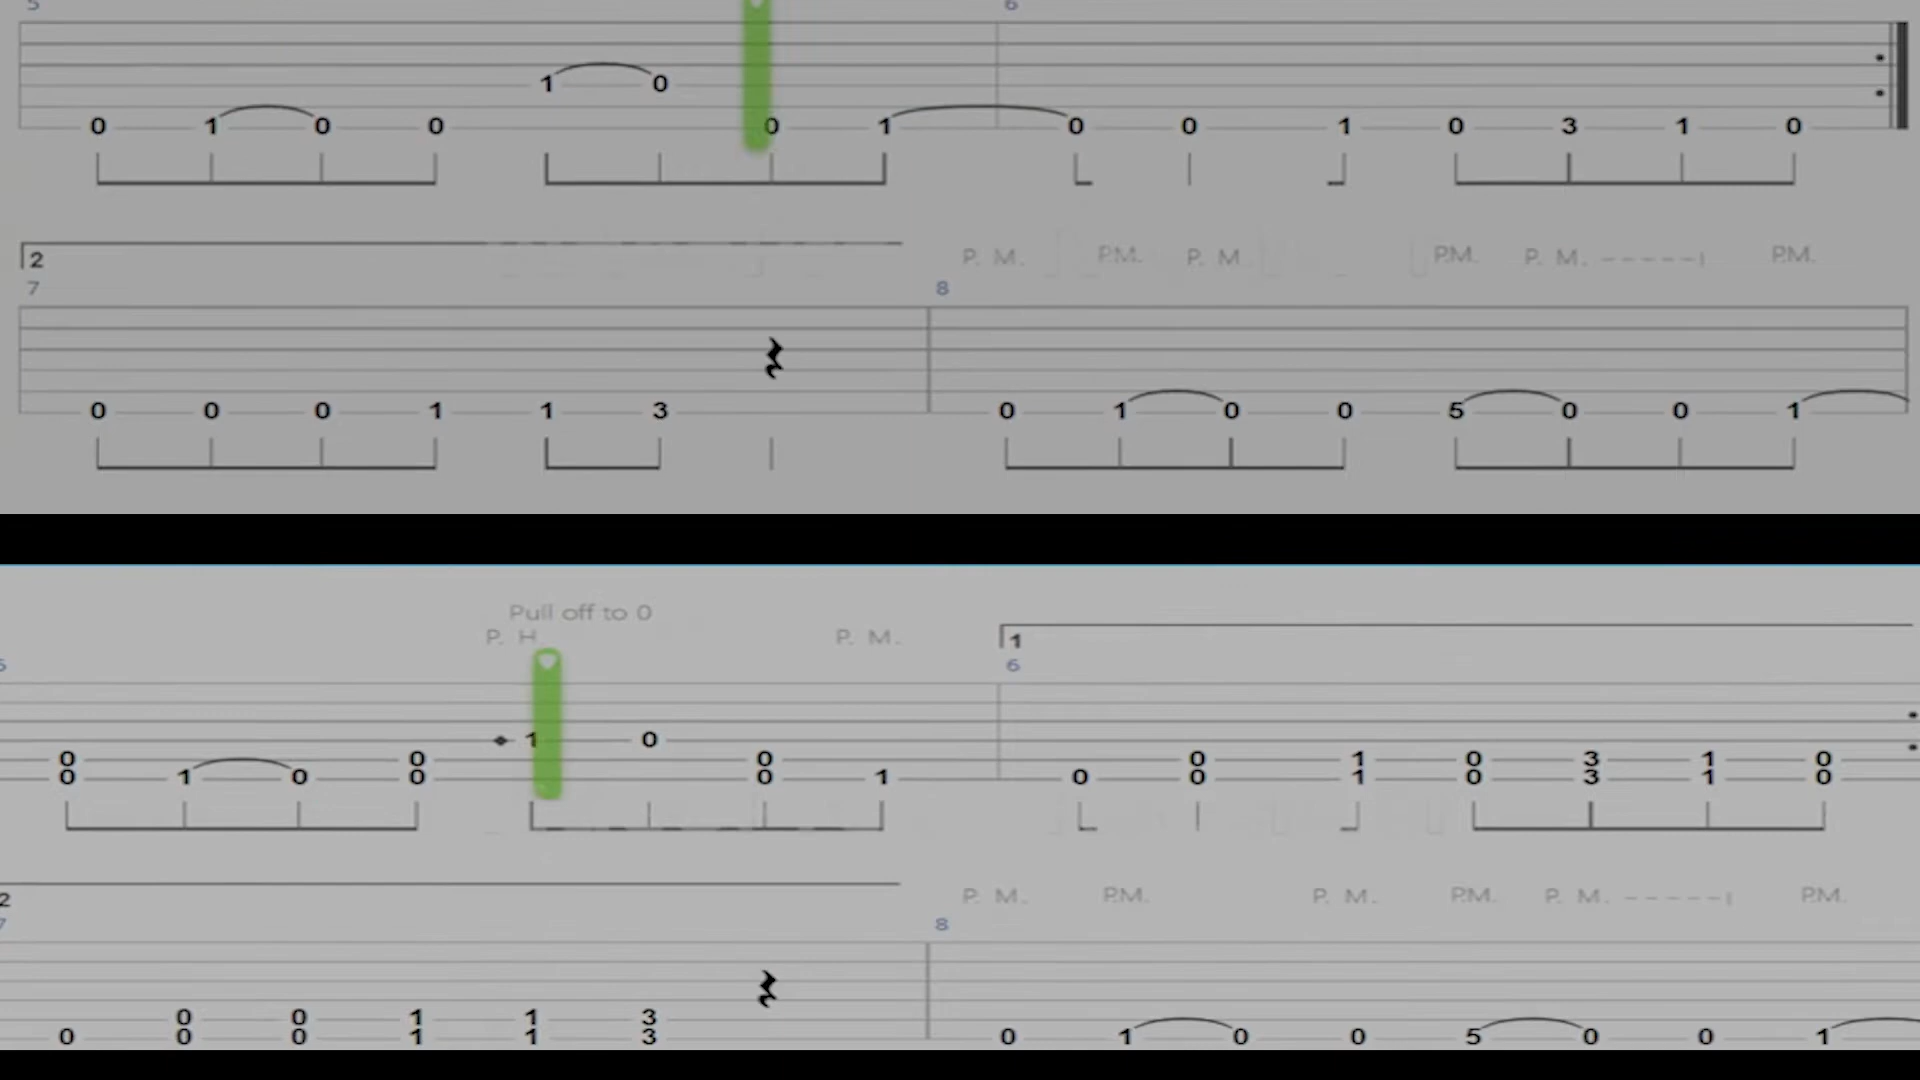 5 6
1 0
0 1 0 0 0 1 0 0 1 0 3 1 0
2 P. M. P.M. P. M P.M. P. M. -----ı P.M.
7 8
0 0 0 1 1 3 0 1 0 0 5 0 0 1
Pull off to 0
P. H. P. M. 1
5 6
1 0
0 0 0 0 1 0 3 1 0
0 1 0 0 0 1 0 0 1 0 3 1 0
2 P. M. P.M. P. M. P.M. P. M. -----ı P.M.
7 8
0 0 1 1 3
0 0 0 1 1 3 0 1 0 0 5 0 0 1